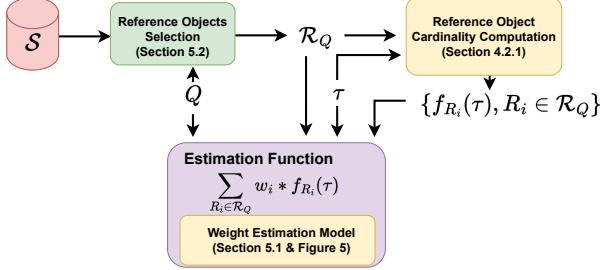 𝒮
Reference Objects
Selection
(Section 5.2)
ℛ_Q
Reference Object
Cardinality Computation
(Section 4.2.1)
Q
τ
{f_{R_i}(τ), R_i ∈ ℛ_Q}
Estimation Function
∑_{R_i∈ℛ_Q} w_i * f_{R_i}(τ)
Weight Estimation Model
(Section 5.1 & Figure 5)